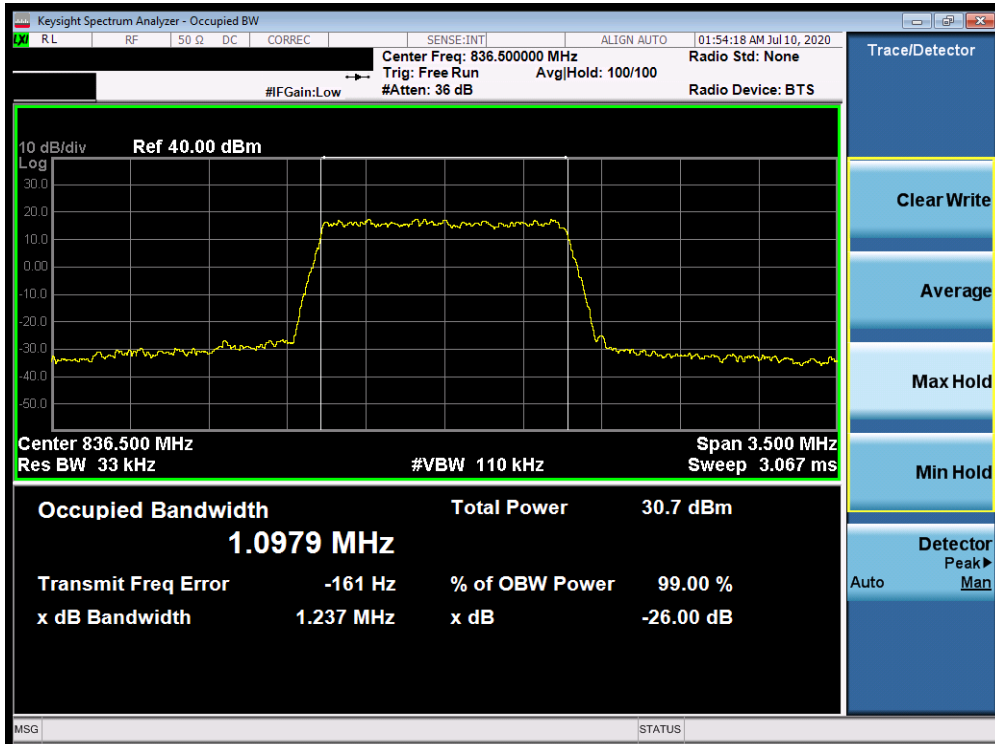 Keysight Spectrum Analyzer - Occupied BW
LXI RL RF 50 Ω DC CORREC SENSE:INT ALIGN AUTO 01:54:18 AM Jul 10, 2020
Center Freq: 836.500000 MHz Radio Std: None
Trig: Free Run Avg|Hold: 100/100
#IFGain:Low #Atten: 36 dB Radio Device: BTS
Trace/Detector
10 dB/div Ref 40.00 dBm
Log
30.0
20.0
10.0
0.00
-10.0
-20.0
-30.0
-40.0
-50.0
Center 836.500 MHz Span 3.500 MHz
Res BW 33 kHz #VBW 110 kHz Sweep 3.067 ms
Occupied Bandwidth Total Power 30.7 dBm
1.0979 MHz
Transmit Freq Error -161 Hz % of OBW Power 99.00 %
x dB Bandwidth 1.237 MHz x dB -26.00 dB
Clear Write
Average
Max Hold
Min Hold
Detector
Peak▶
Auto Man
MSG STATUS